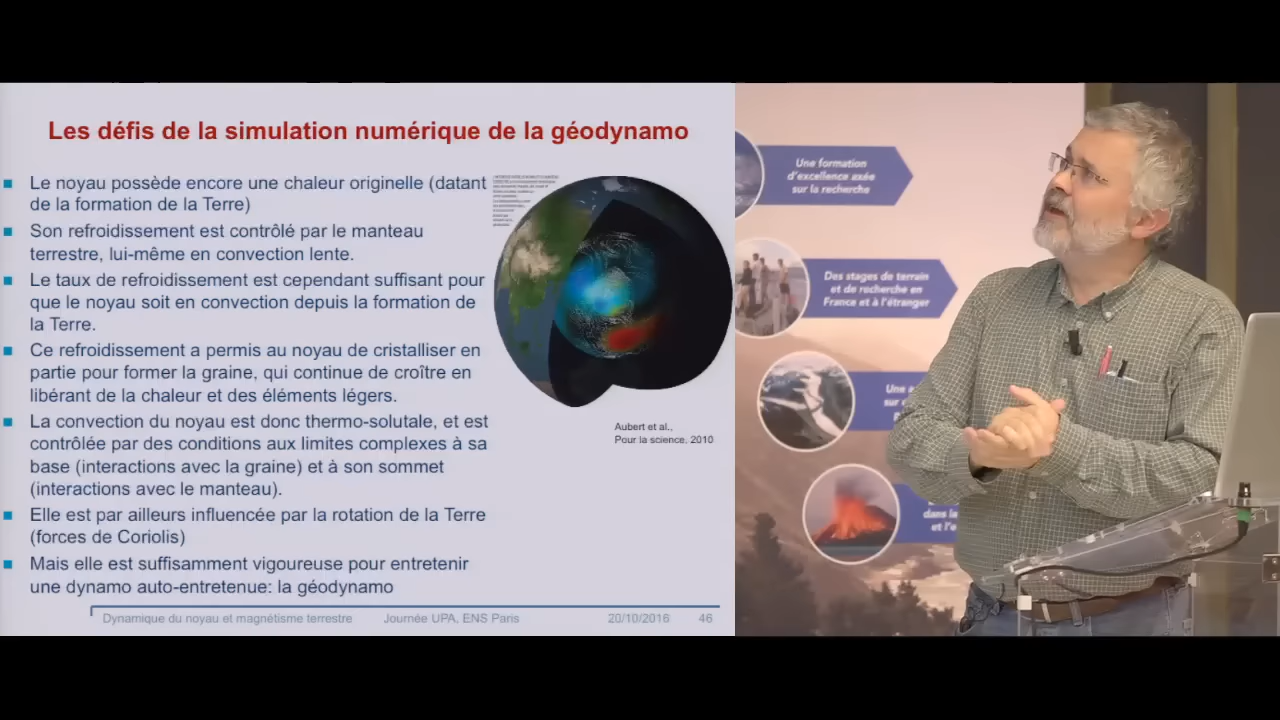 Les défis de la simulation numérique de la géodynamo
Le noyau possède encore une chaleur originelle (datant
de la formation de la Terre)
Son refroidissement est contrôlé par le manteau
terrestre, lui-même en convection lente.
Le taux de refroidissement est cependant suffisant pour
que le noyau soit en convection depuis la formation de
la Terre.
Ce refroidissement a permis au noyau de cristalliser en
partie pour former la graine, qui continue de croître en
libérant de la chaleur et des éléments légers.
La convection du noyau est donc thermo-solutale, et est
contrôlée par des conditions aux limites complexes à sa
base (interactions avec la graine) et à son sommet
(interactions avec le manteau).
Elle est par ailleurs influencée par la rotation de la Terre
(forces de Coriolis)
Mais elle est suffisamment vigoureuse pour entretenir
une dynamo auto-entretenue: la géodynamo
Aubert et al.,
Pour la science, 2010
Dynamique du noyau et magnétisme terrestre
Journée UPA, ENS Paris
20/10/2016
46
Une formation
d'excellence axée
sur la recherche
Des stages de terrain
et de recherche en
France et à l'étranger
Une
sur
dans la
et l'